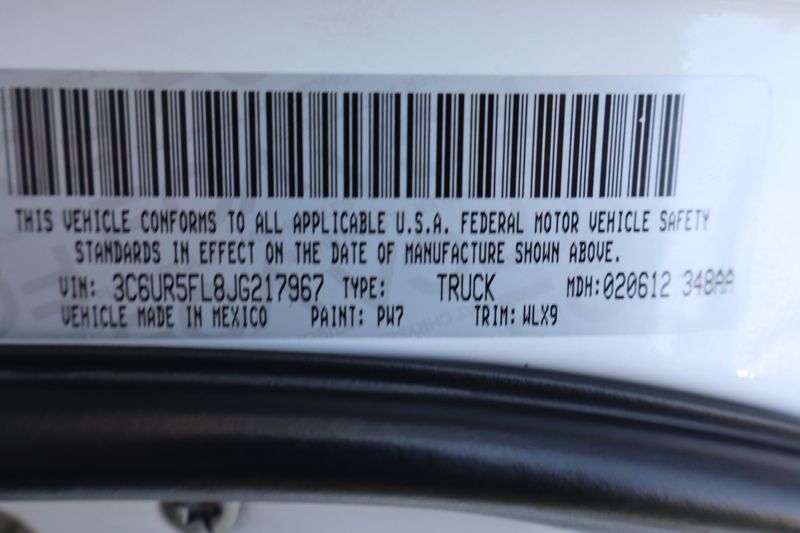 THIS VEHICLE CONFORMS TO ALL APPLICABLE U.S.A. FEDERAL MOTOR VEHICLE SAFETY
STANDARDS IN EFFECT ON THE DATE OF MANUFACTURE SHOWN ABOVE.
VIN: 3C6UR5FL8JG217967 TYPE: TRUCK MDH:020612 348AA
VEHICLE MADE IN MEXICO PAINT: PW7 TRIM: WLX9